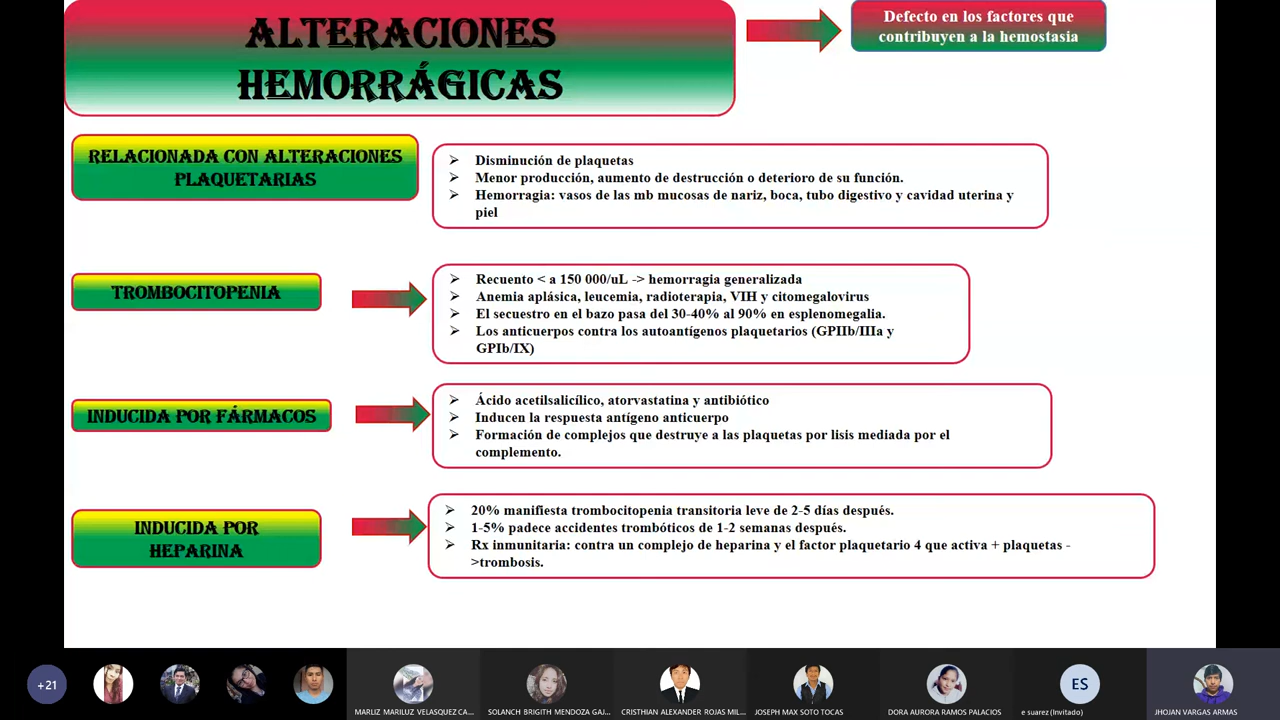 ALTERACIONES
HEMORRÁGICAS
Defecto en los factores que
contribuyen a la hemostasia
RELACIONADA CON ALTERACIONES
PLAQUETARIAS
➢ Disminución de plaquetas
➢ Menor producción, aumento de destrucción o deterioro de su función.
➢ Hemorragia: vasos de las mb mucosas de nariz, boca, tubo digestivo y cavidad uterina y
piel
TROMBOCITOPENIA
➢ Recuento < a 150 000/uL -> hemorragia generalizada
➢ Anemia aplásica, leucemia, radioterapia, VIH y citomegalovirus
➢ El secuestro en el bazo pasa del 30-40% al 90% en esplenomegalia.
➢ Los anticuerpos contra los autoantígenos plaquetarios (GPIIb/IIIa y
GPIb/IX)
INDUCIDA POR FÁRMACOS
➢ Ácido acetilsalicílico, atorvastatina y antibiótico
➢ Inducen la respuesta antígeno anticuerpo
➢ Formación de complejos que destruye a las plaquetas por lisis mediada por el
complemento.
INDUCIDA POR
HEPARINA
➢ 20% manifiesta trombocitopenia transitoria leve de 2-5 días después.
➢ 1-5% padece accidentes trombóticos de 1-2 semanas después.
➢ Rx inmunitaria: contra un complejo de heparina y el factor plaquetario 4 que activa + plaquetas -
>trombosis.
+21
ES
MARLIZ MARILUZ VELASQUEZ CA...
SOLANCH BRIGITH MENDOZA GAJ...
CRISTHIAN ALEXANDER ROJAS MIL...
JOSEPH MAX SOTO TOCAS
DORA AURORA RAMOS PALACIOS
e suarez (Invitado)
JHOJAN VARGAS ARMAS